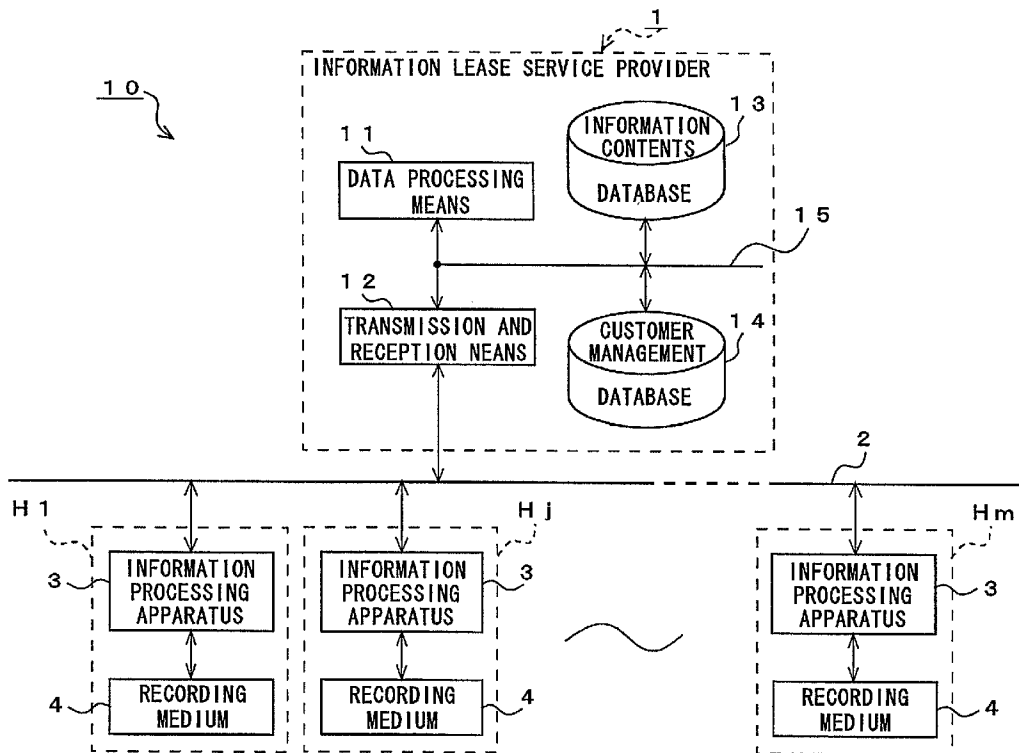 1
INFORMATION LEASE SERVICE PROVIDER
10
11
DATA PROCESSING
MEANS
13
INFORMATION
CONTENTS
DATABASE
15
12
TRANSMISSION AND
RECEPTION NEANS
14
CUSTOMER
MANAGEMENT
DATABASE
2
H1
Hj
Hm
3
INFORMATION
PROCESSING
APPARATUS
INFORMATION
PROCESSING
APPARATUS
3
INFORMATION
PROCESSING
APPARATUS
3
4
RECORDING
MEDIUM
RECORDING
MEDIUM
4
RECORDING
MEDIUM
4